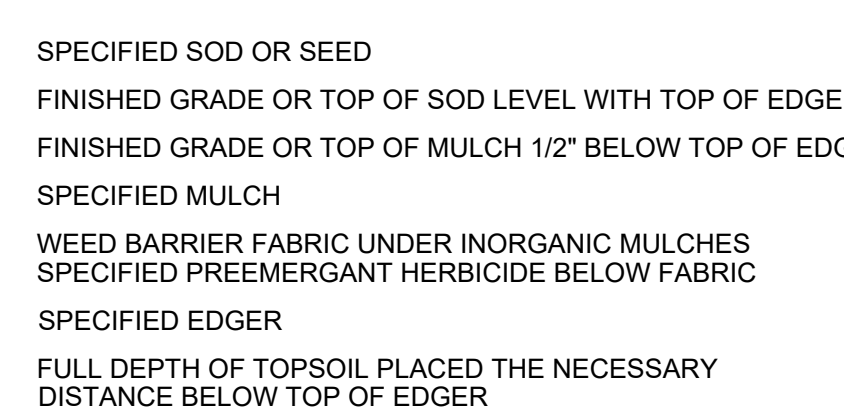 SPECIFIED SOD OR SEED
FINISHED GRADE OR TOP OF SOD LEVEL WITH TOP OF EDGE
FINISHED GRADE OR TOP OF MULCH 1/2" BELOW TOP OF
SPECIFIED MULCH
WEED BARRIER FABRIC UNDER INORGANIC MULCHES
SPECIFIED PREEMERGANT HERBICIDE BELOW FABRIC
SPECIFIED EDGER
FULL DEPTH OF TOPSOIL PLACED THE NECESSARY
DISTANCE BELOW TOP OF EDGER